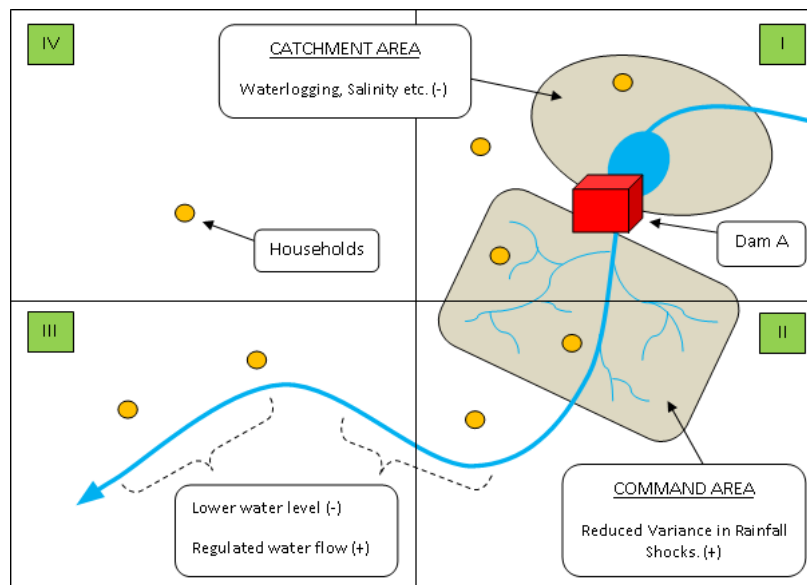 IV
CATCHMENT AREA
Waterlogging, Salinity etc. (-)
I
Households
Dam A
III
II
Lower water level (-)
Regulated water flow (+)
COMMAND AREA
Reduced Variance in Rainfall
Shocks. (+)